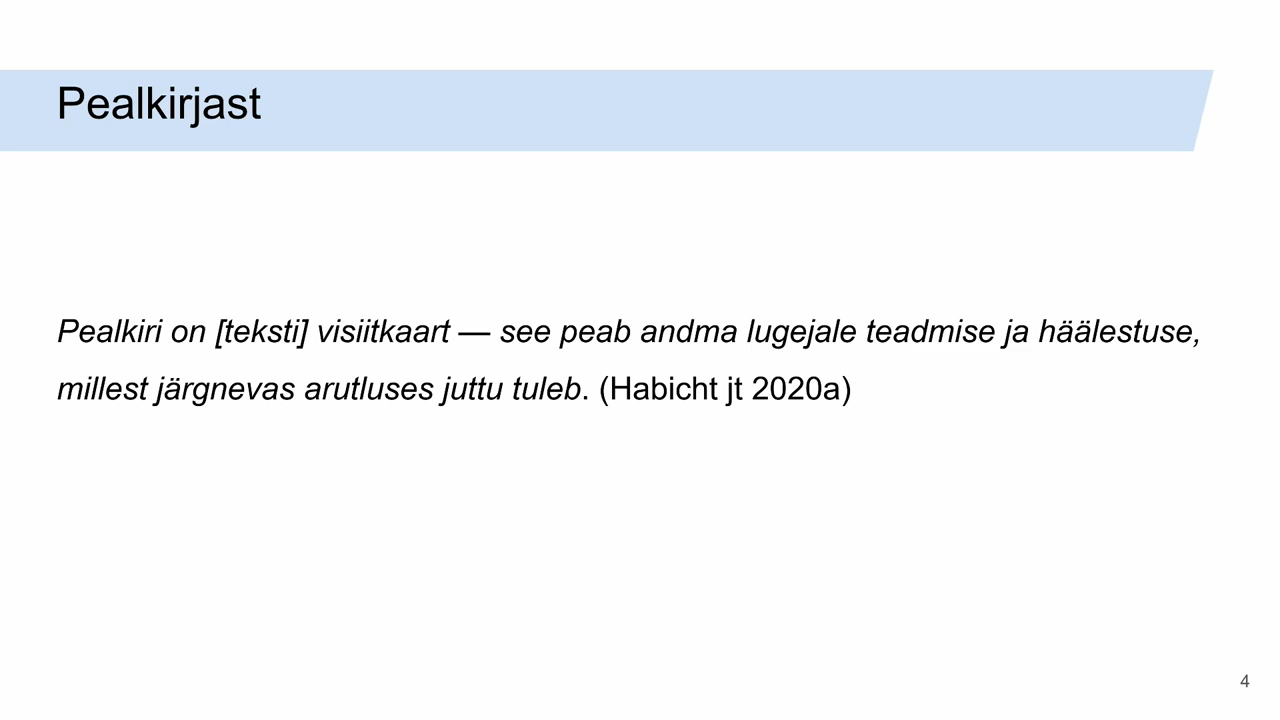 Pealkirjast
Pealkiri on [teksti] visiitkaart — see peab andma lugejale teadmise ja häälestuse,
millest järgnevas arutluses juttu tuleb. (Habicht jt 2020a)
4